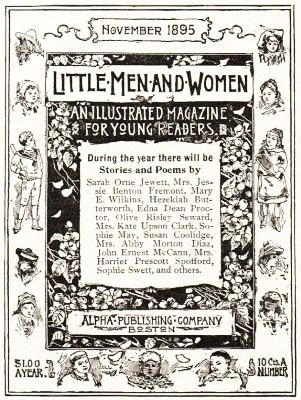 NOVEMBER 1895
LITTLE·MEN·AND·WOMEN
AN·ILLUSTRATED MAGAZINE
FOR YOUNG READERS.
During the year there will be
Stories and Poems by
Sarah Orne Jewett, Mrs. Jes-
sie Benton Fremont, Mary
E. Wilkins, Hezekiah But-
terworth, Edna Dean Proc-
tor, Olive Risley Seward,
Mrs. Kate Upson Clark, So-
phie May, Susan Coolidge,
Mrs. Abby Morton Diaz,
John Ernest McCann, Mrs.
Harriet Prescott Spofford,
Sophie Swett, and others.
ALPHA·PUBLISHING·COMPANY
BOSTON
$1.00
A YEAR.
10 Cts. A
NUMBER